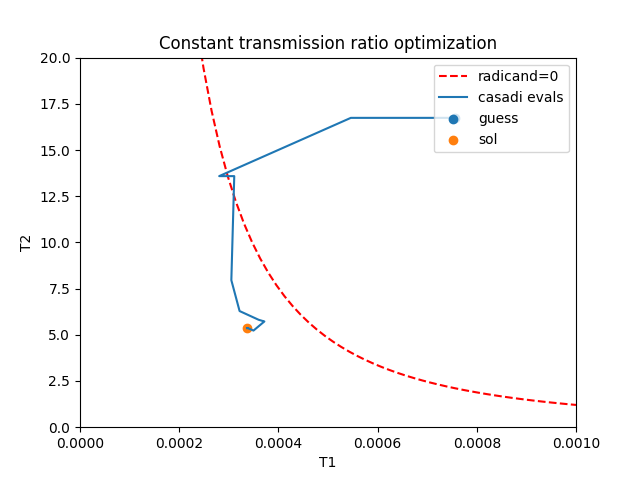 Constant transmission ratio optimization
radicand=0
casadi evals
guess
sol
T2
20.0
17.5
15.0
12.5
10.0
7.5
5.0
2.5
0.0
0.0000 0.0002 0.0004 0.0006 0.0008 0.0010
T1